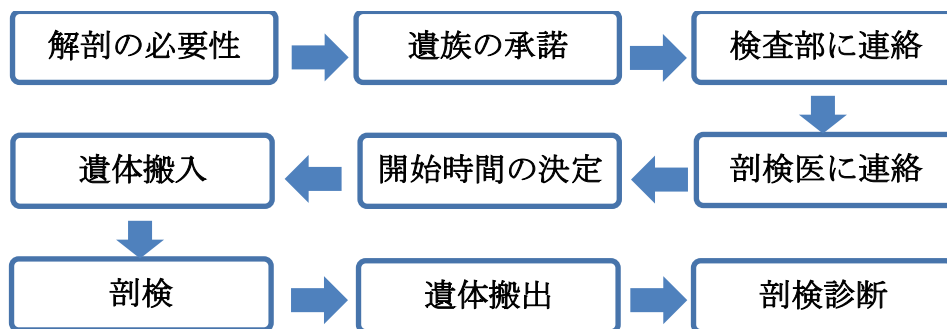 解剖の必要性
遺族の承諾
検査部に連絡
剖検医に連絡
開始時間の決定
遺体搬入
剖検
遺体搬出
剖検診断